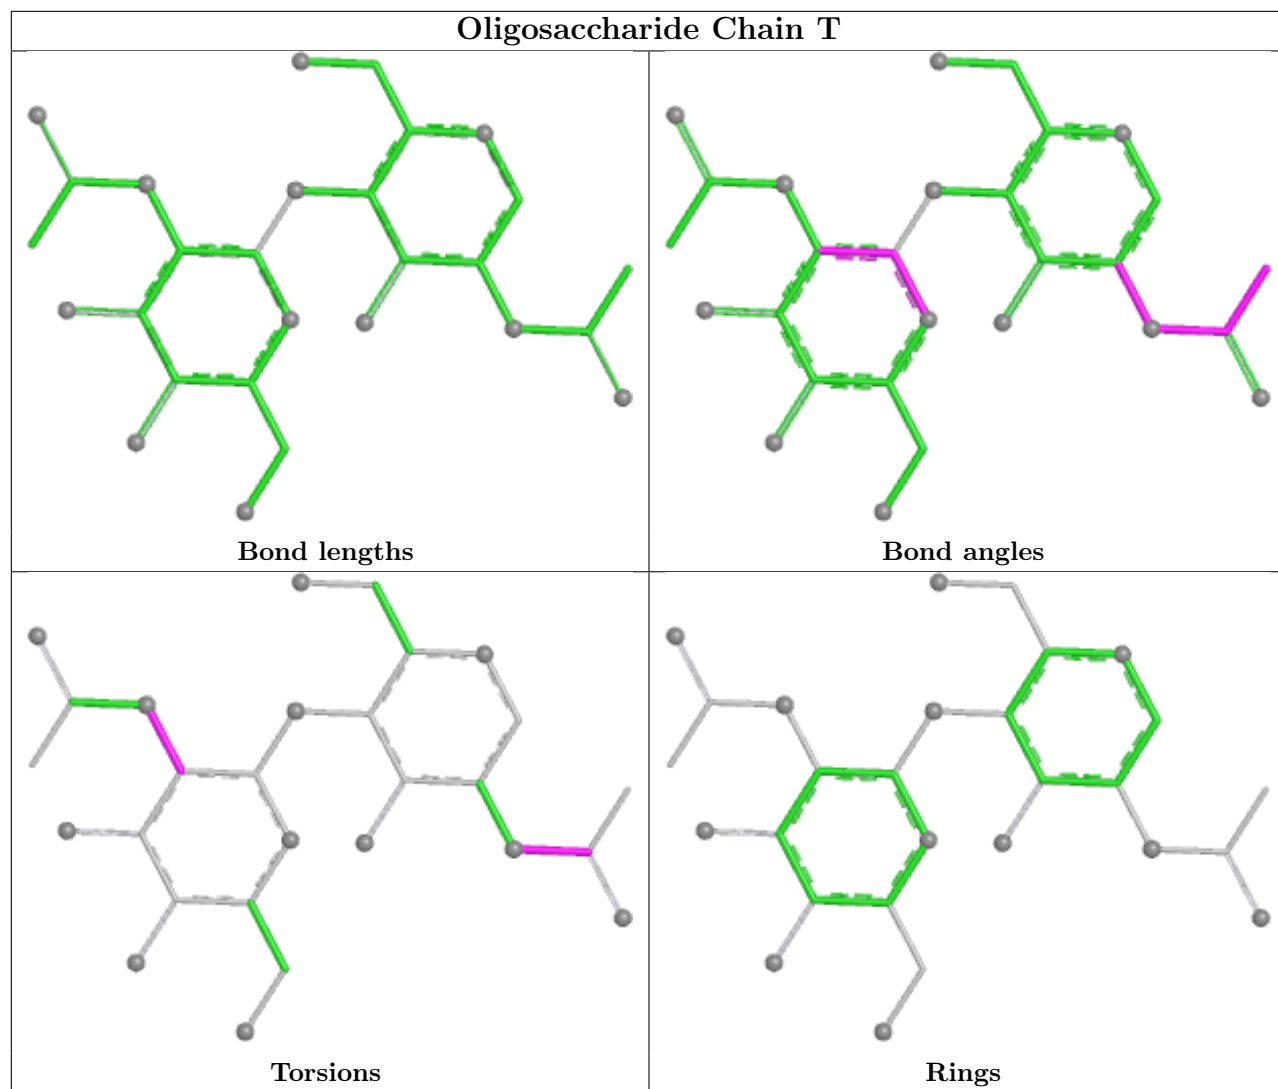 Oligosaccharide Chain T
Bond lengths
Bond angles
Torsions
Rings